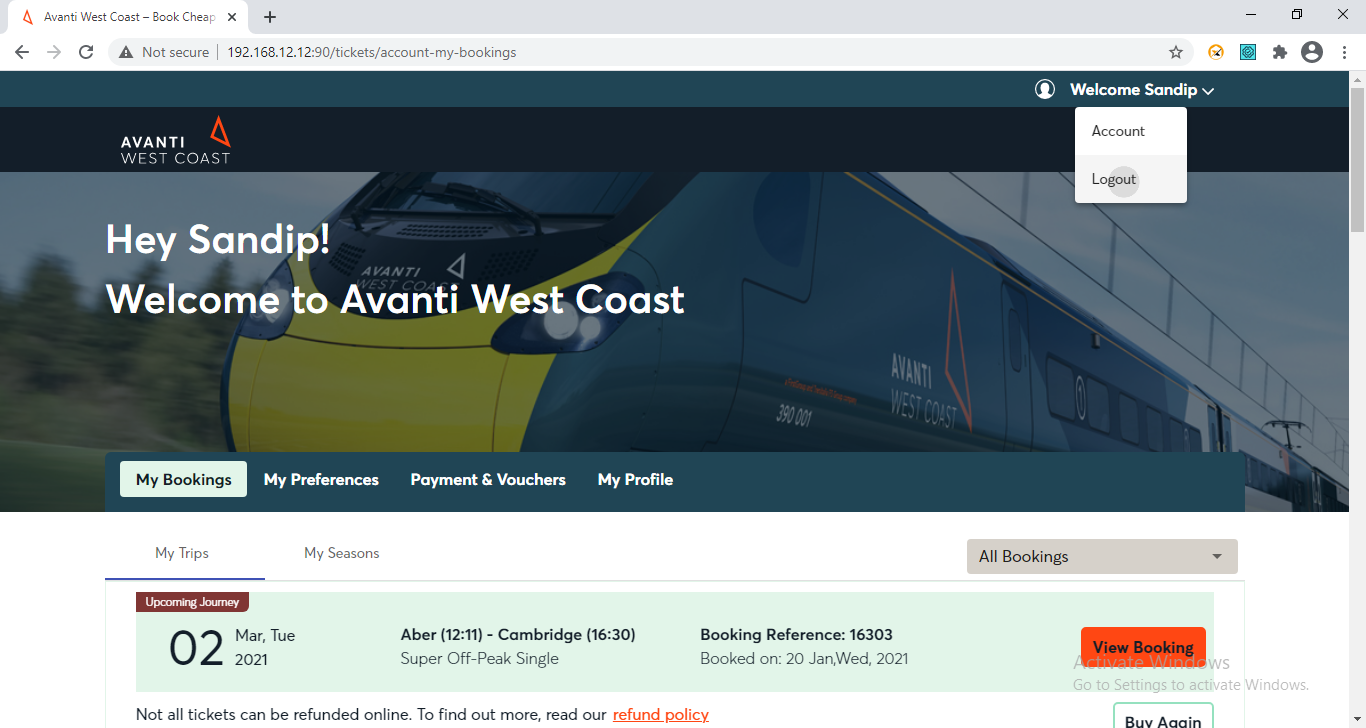 Avanti West Coast – Book Cheap
Not secure
192.168.12.12:90/tickets/account-my-bookings
Welcome Sandip
Account
Logout
AVANTI
WEST COAST
Hey Sandip!
Welcome to Avanti West Coast
AVANTI
WEST COAST
AVANTI
WEST COAST
390 001
My Bookings
My Preferences
Payment & Vouchers
My Profile
My Trips
My Seasons
All Bookings
Upcoming Journey
02
Mar, Tue
2021
Aber (12:11) - Cambridge (16:30)
Super Off-Peak Single
Booking Reference: 16303
Booked on: 20 Jan,Wed, 2021
View Booking
Activate Windows
Go to Settings to activate Windows.
Not all tickets can be refunded online. To find out more, read our refund policy
Buy Again